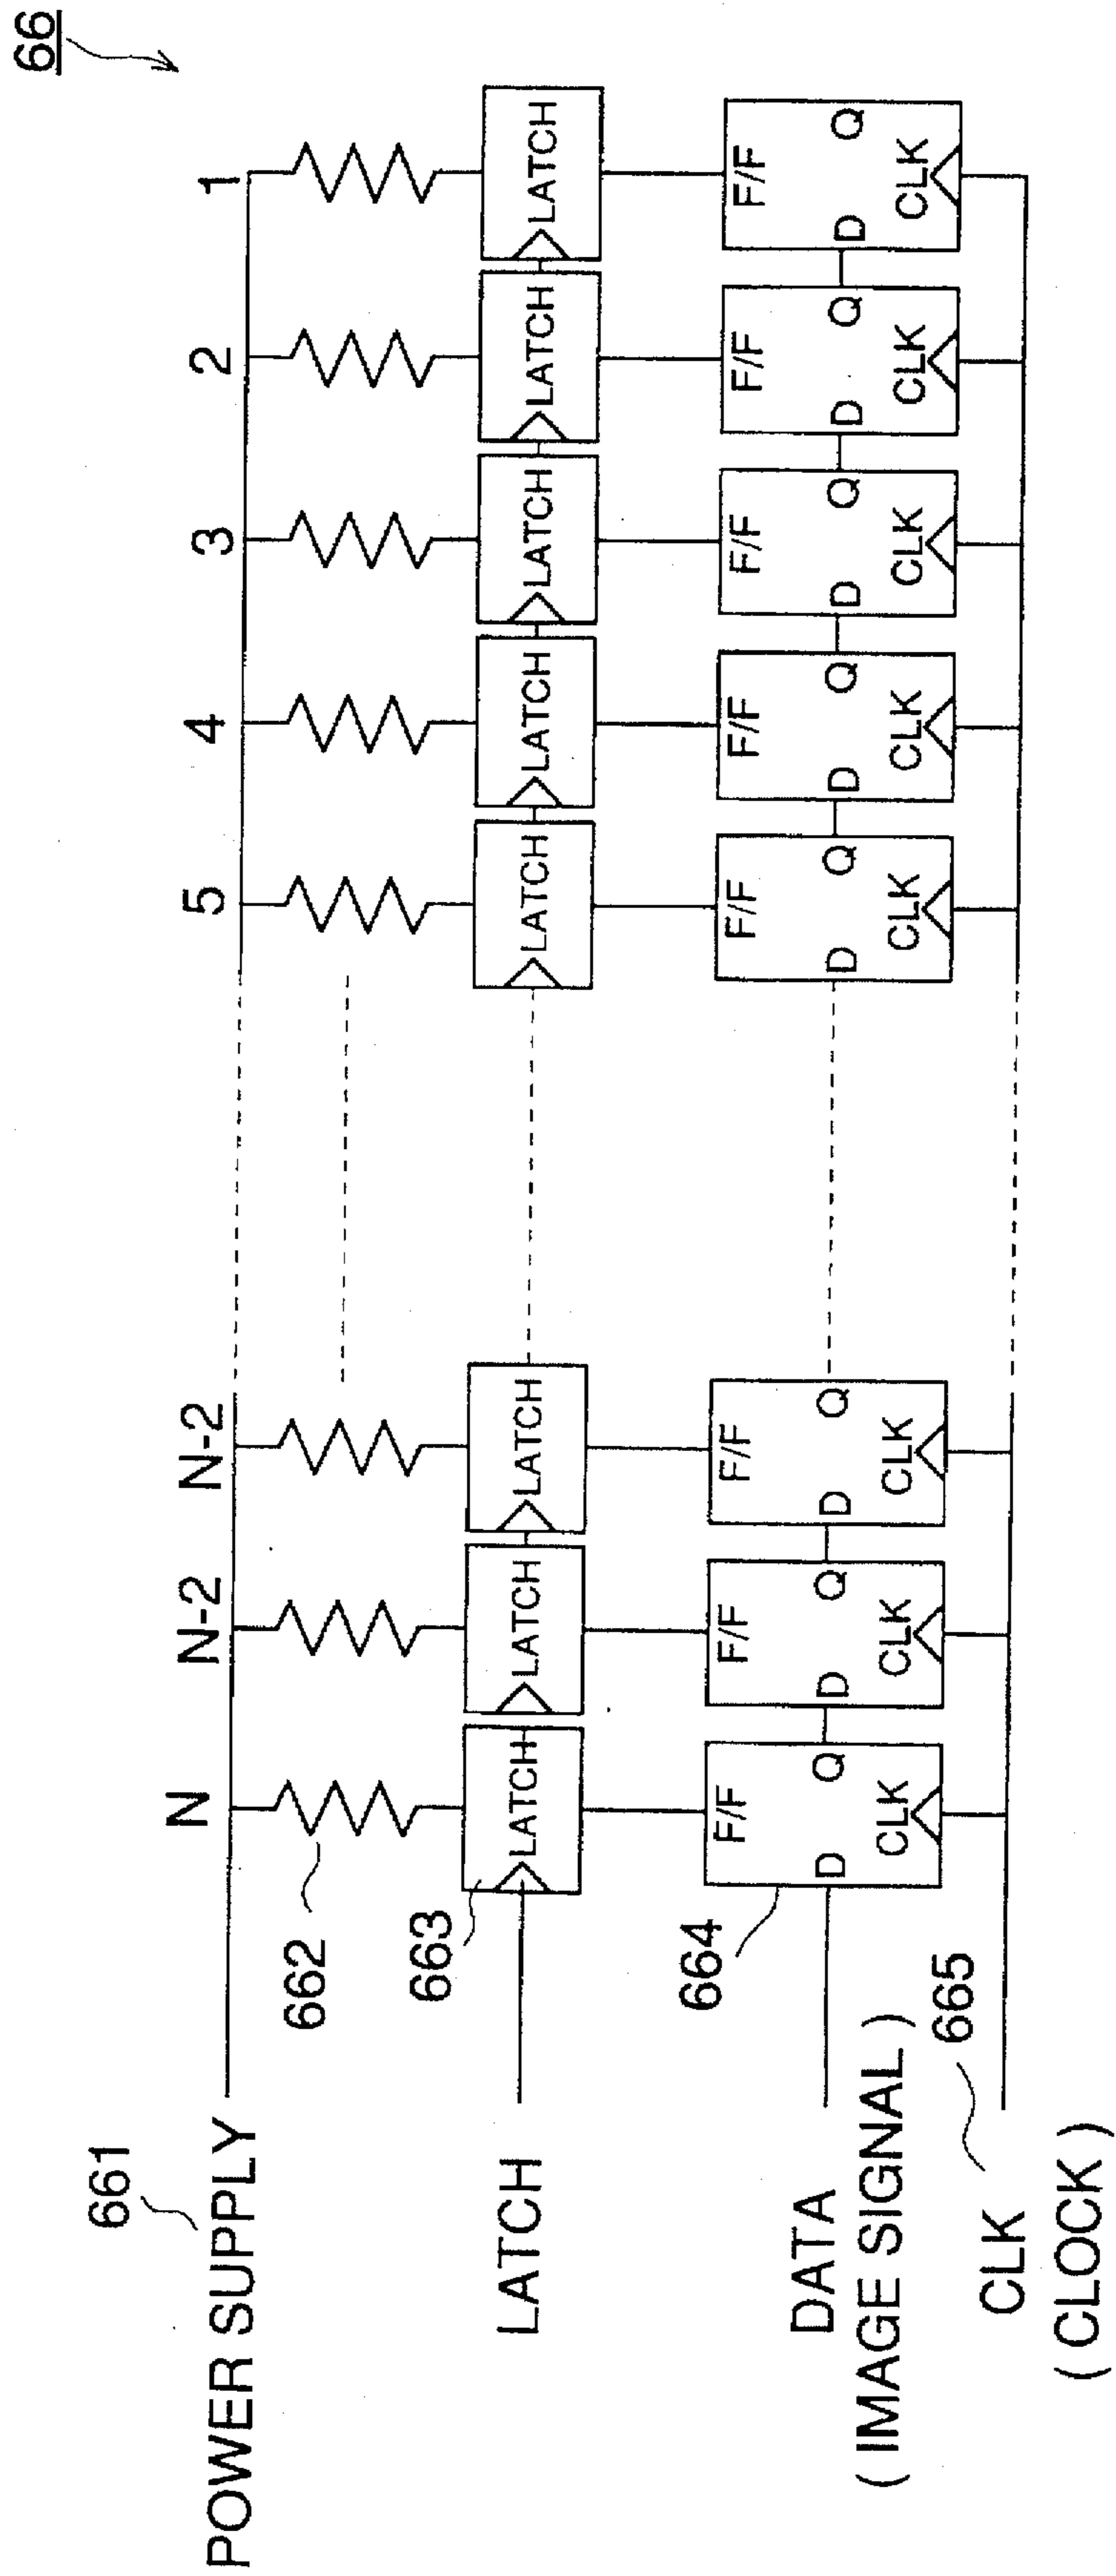 66
N N-2 N-2 5 4 3 2 1
661
POWER SUPPLY
662
LATCH LATCH LATCH LATCH LATCH LATCH LATCH LATCH
663
LATCH
F/F F/F F/F F/F F/F F/F F/F F/F
664
D Q D Q D Q D Q D Q D Q D Q D Q
DATA
( IMAGE SIGNAL )
CLK CLK CLK CLK CLK CLK CLK CLK
665
CLK
( CLOCK )